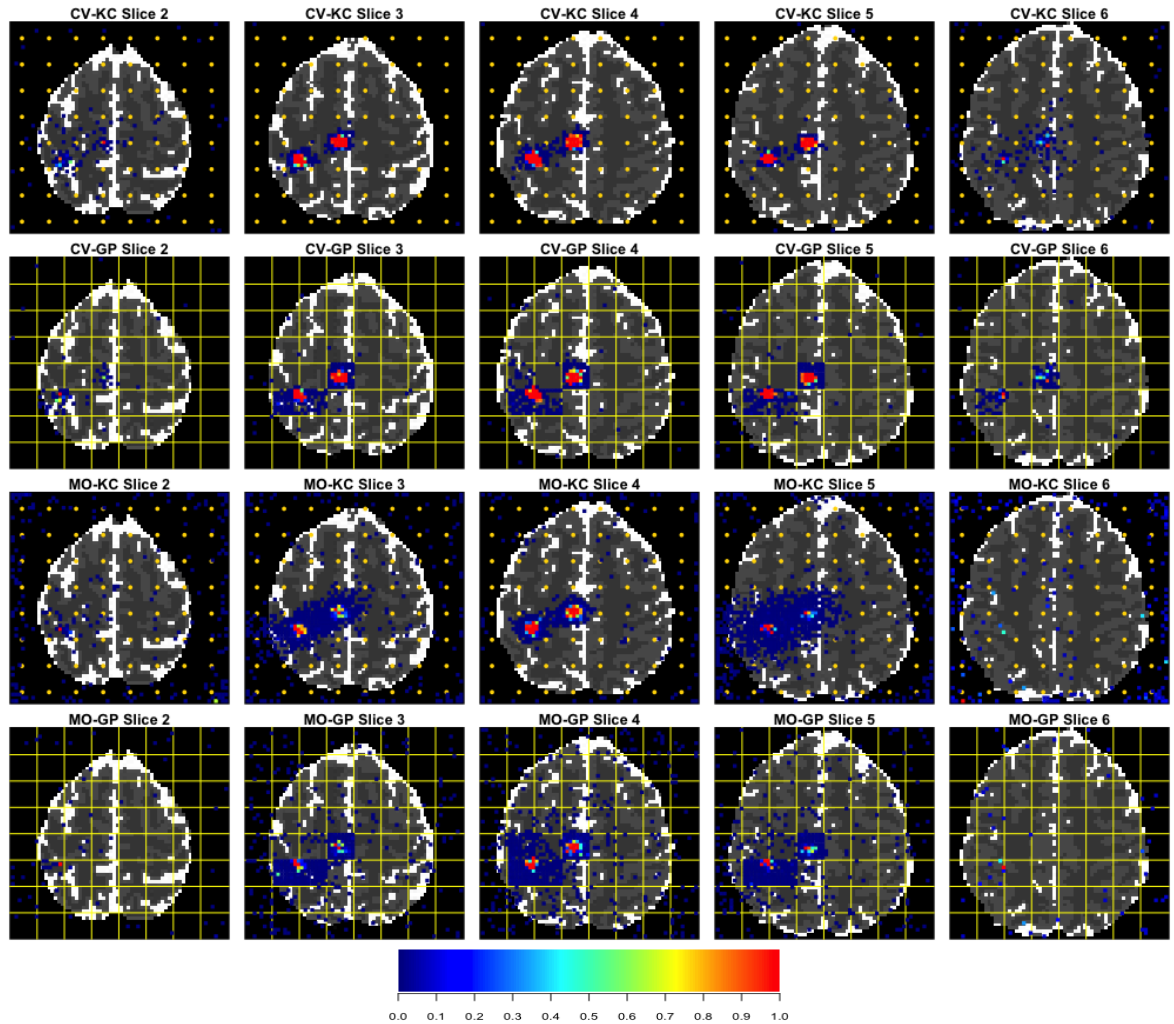 CV-KC Slice 2 CV-KC Slice 3 CV-KC Slice 4 CV-KC Slice 5 CV-KC Slice 6
CV-GP Slice 2 CV-GP Slice 3 CV-GP Slice 4 CV-GP Slice 5 CV-GP Slice 6
MO-KC Slice 2 MO-KC Slice 3 MO-KC Slice 4 MO-KC Slice 5 MO-KC Slice 6
MO-GP Slice 2 MO-GP Slice 3 MO-GP Slice 4 MO-GP Slice 5 MO-GP Slice 6
0.0 0.1 0.2 0.3 0.4 0.5 0.6 0.7 0.8 0.9 1.0